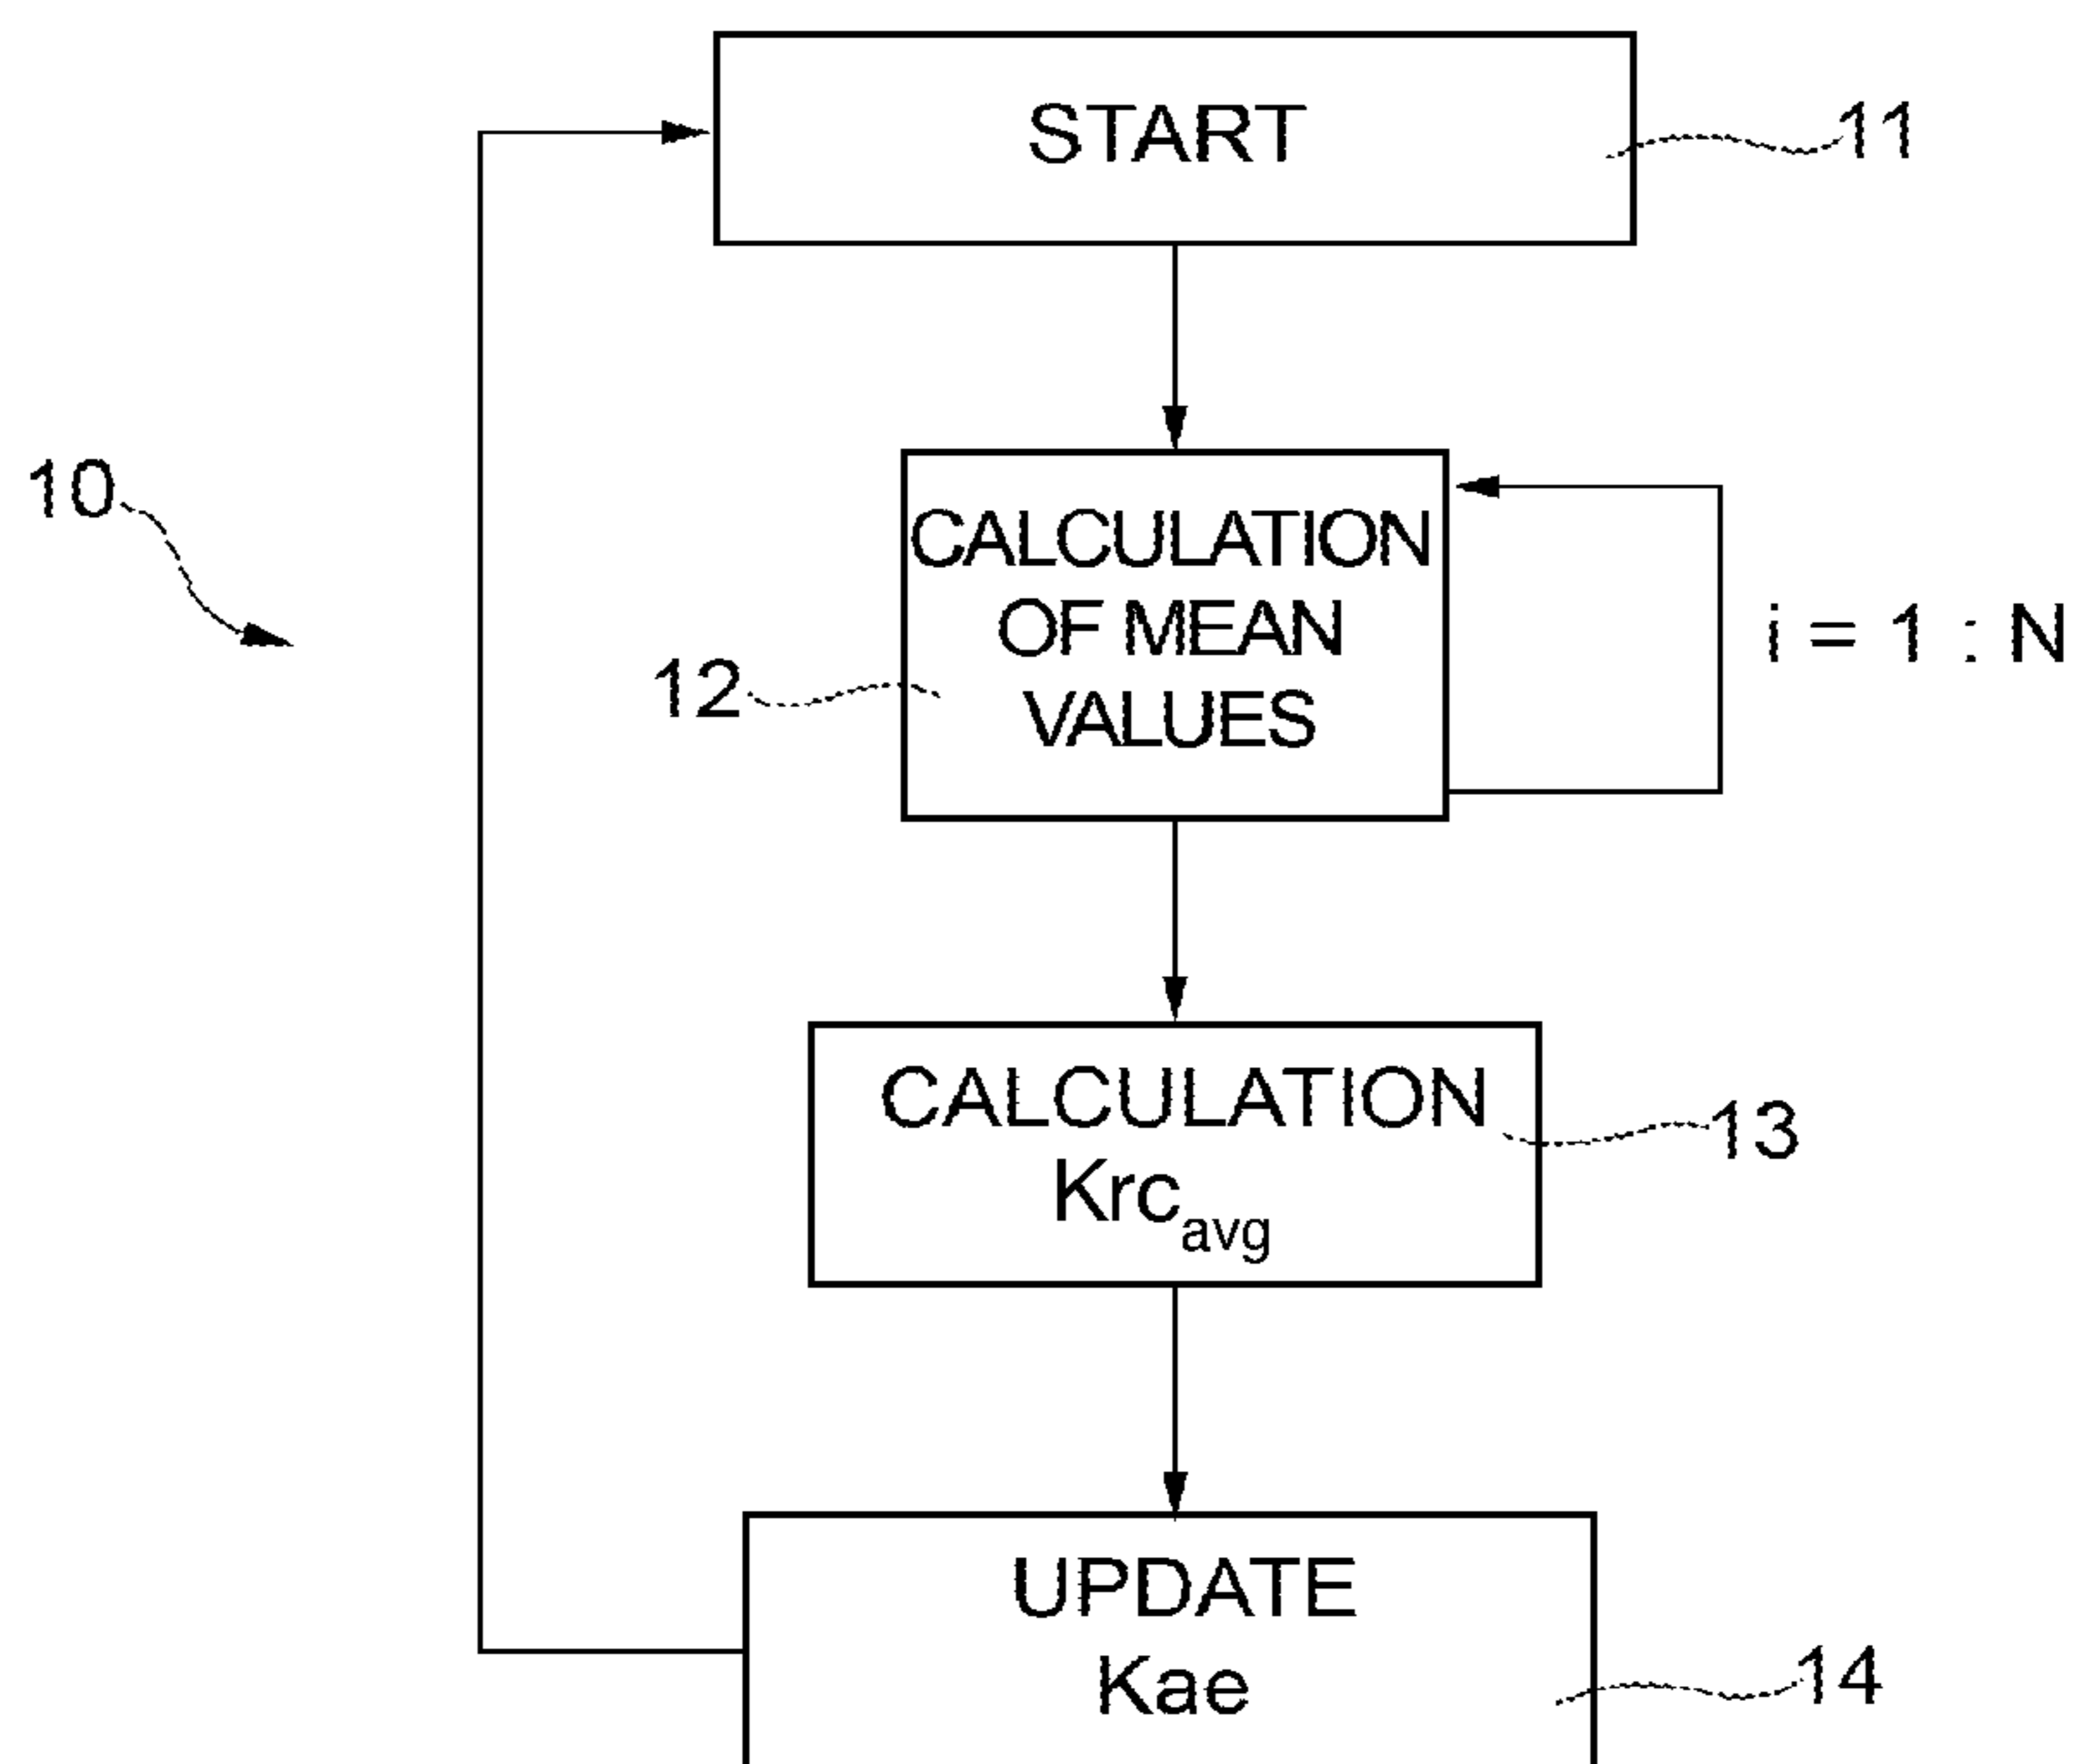 START
11
10
CALCULATION
OF MEAN
VALUES
i = 1 : N
12
CALCULATION
Krcavg
13
UPDATE
Kae
14